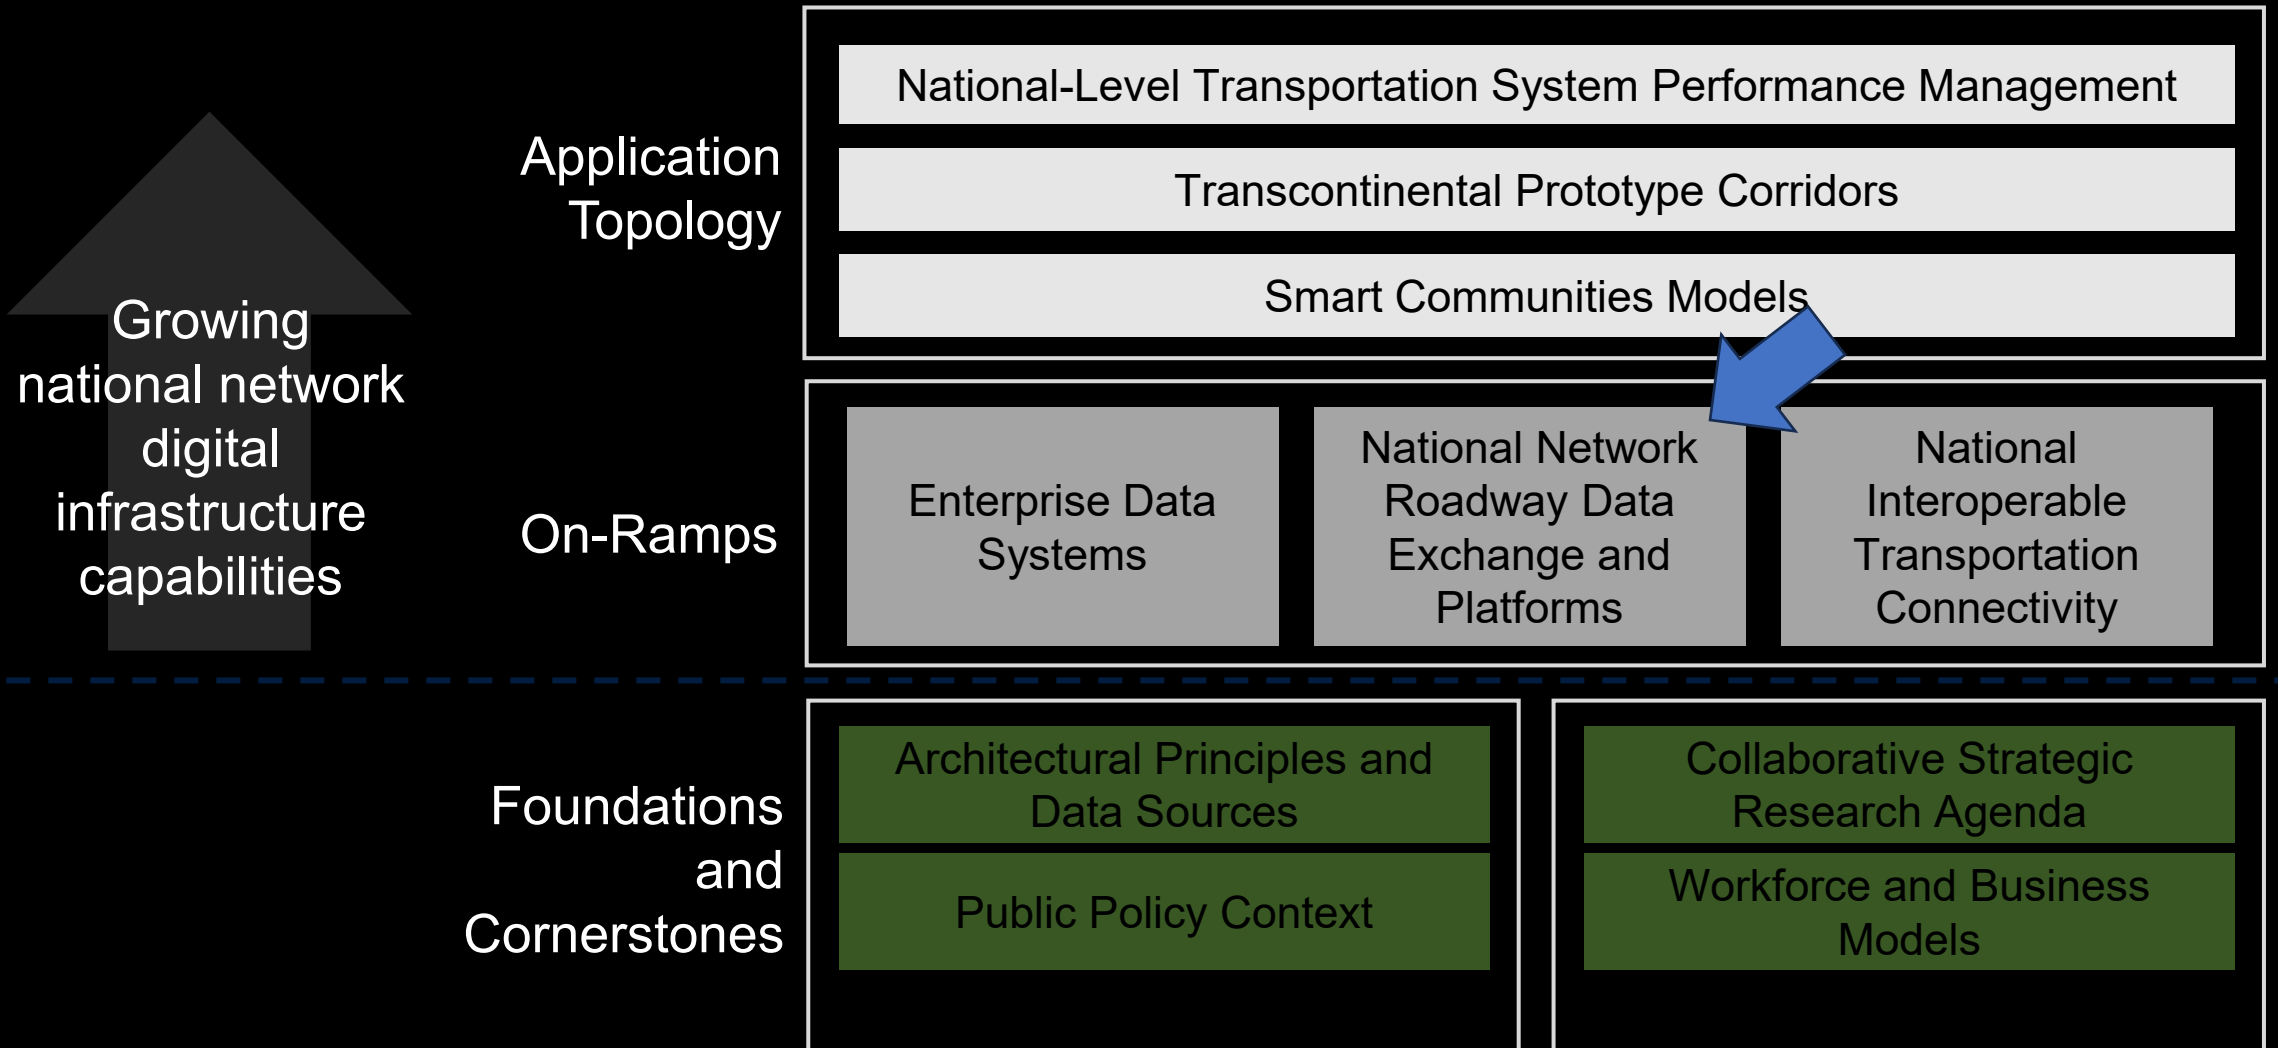 Growing
national network
digital
infrastructure
capabilities
Application
Topology
National-Level Transportation System Performance Management
Transcontinental Prototype Corridors
Smart Communities Models
On-Ramps
Enterprise Data
Systems
National Network
Roadway Data
Exchange and
Platforms
National
Interoperable
Transportation
Connectivity
Foundations
and
Cornerstones
Architectural Principles and
Data Sources
Public Policy Context
Collaborative Strategic
Research Agenda
Workforce and Business
Models